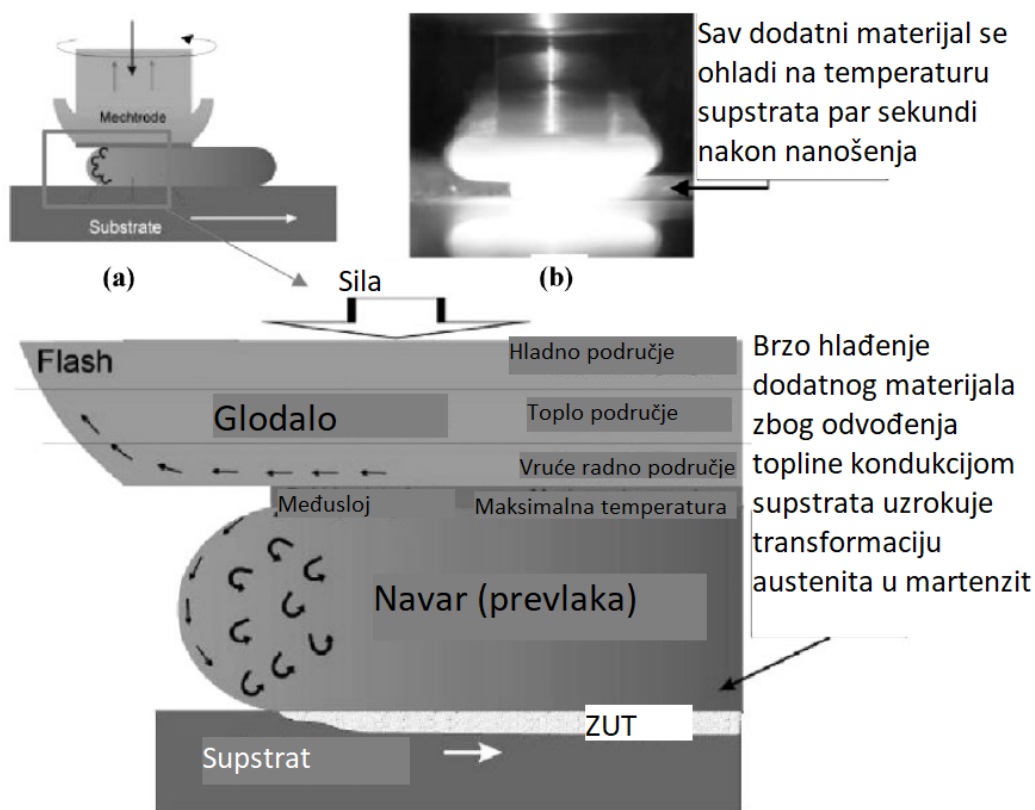 Mechtrode
Substrate
(a)
(b)
Sav dodatni materijal se
ohladi na temperaturu
supstrata par sekundi
nakon nanošenja
Sila
Flash
Hladno područje
Glodalo
Toplo područje
Vruće radno područje
Međusloj
Maksimalna temperatura
Navar (prevlaka)
ZUT
Supstrat
Brzo hlađenje
dodatnog materijala
zbog odvođenja
topline kondukcijom
supstrata uzrokuje
transformaciju
austenita u martenzit